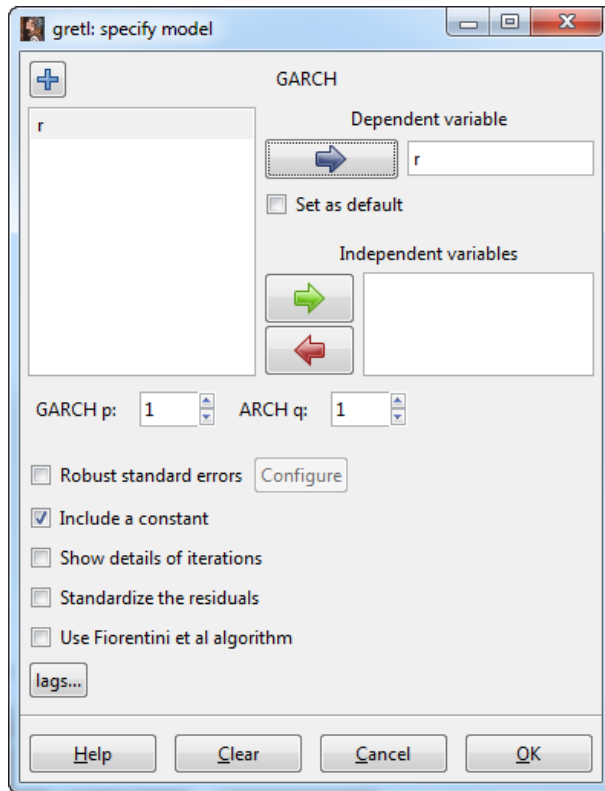 gretl: specify model
GARCH
r
Dependent variable
r
Set as default
Independent variables
GARCH p: 1 ARCH q: 1
Robust standard errors Configure
Include a constant
Show details of iterations
Standardize the residuals
Use Fiorentini et al algorithm
lags...
Help Clear Cancel OK